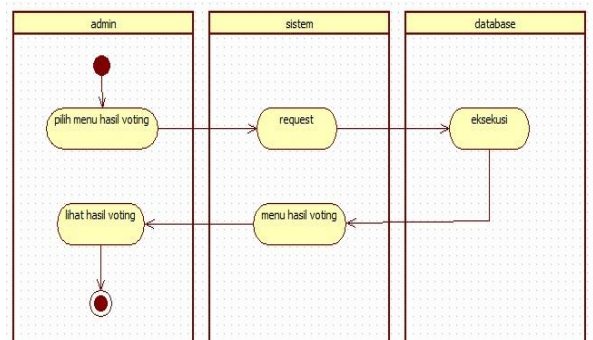 admin
sistem
database
pilih menu hasil voting
request
eksekusi
lihat hasil voting
menu hasil voting